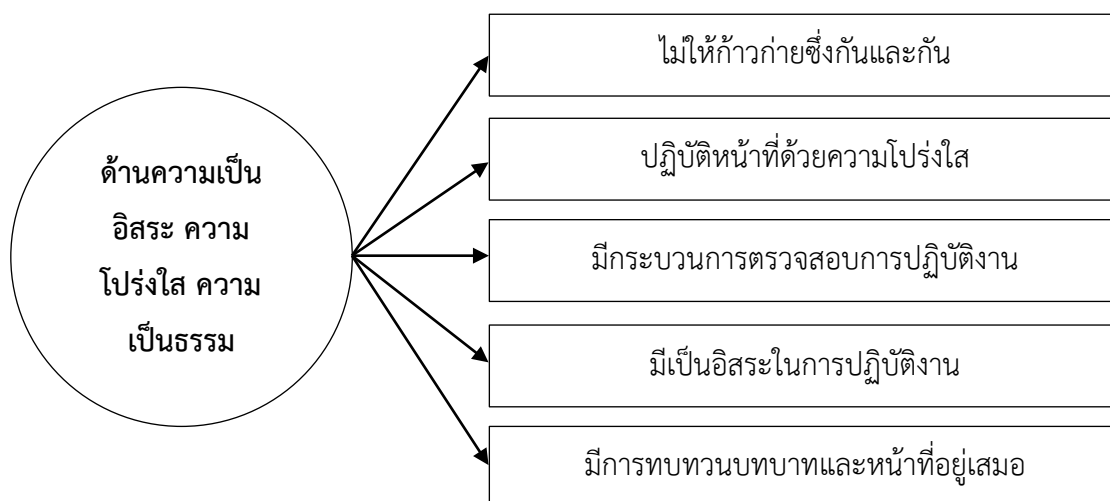 ด้านความเป็น
อิสระ ความ
โปร่งใส ความ
เป็นธรรม
ไม่ให้ก้าวก่ายซึ่งกันและกัน
ปฏิบัติหน้าที่ด้วยความโปร่งใส
มีกระบวนการตรวจสอบการปฏิบัติงาน
มีเป็นอิสระในการปฏิบัติงาน
มีการทบทวนบทบาทและหน้าที่อยู่เสมอ